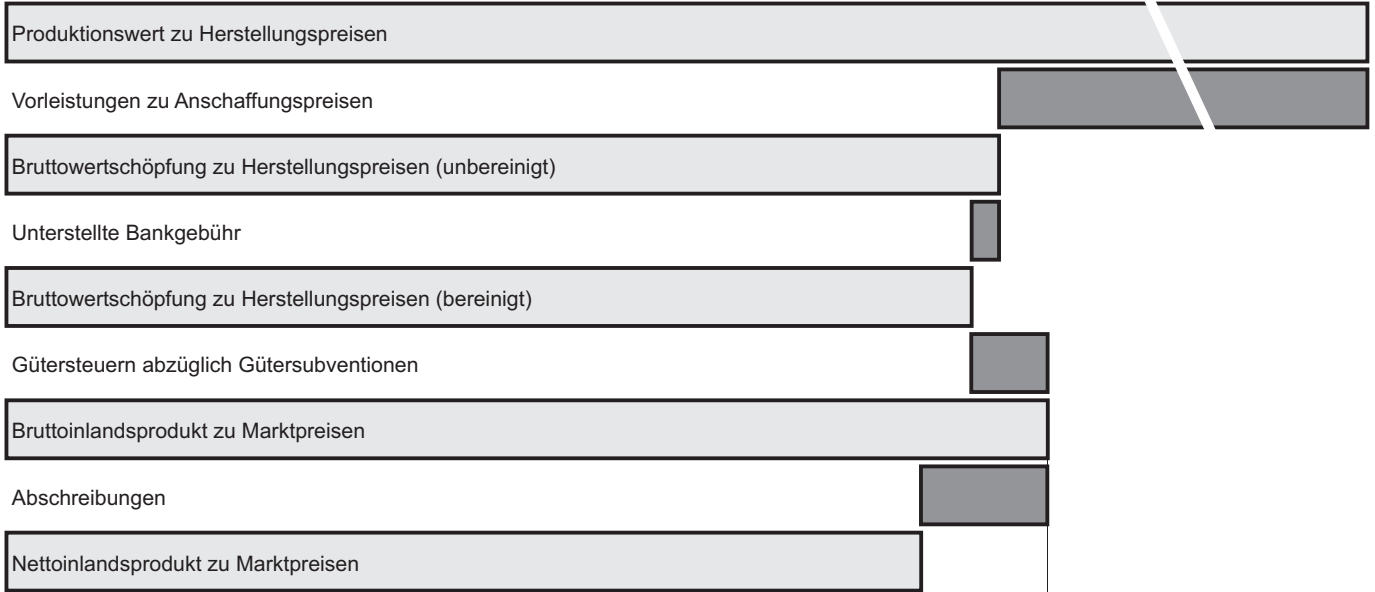 Produktionswert zu Herstellungspreisen
Vorleistungen zu Anschaffungspreisen
Bruttowertschöpfung zu Herstellungspreisen (unbereinigt)
Unterstellte Bankgebühr
Bruttowertschöpfung zu Herstellungspreisen (bereinigt)
Gütersteuern abzüglich Gütersubventionen
Bruttoinlandsprodukt zu Marktpreisen
Abschreibungen
Nettoinlandsprodukt zu Marktpreisen